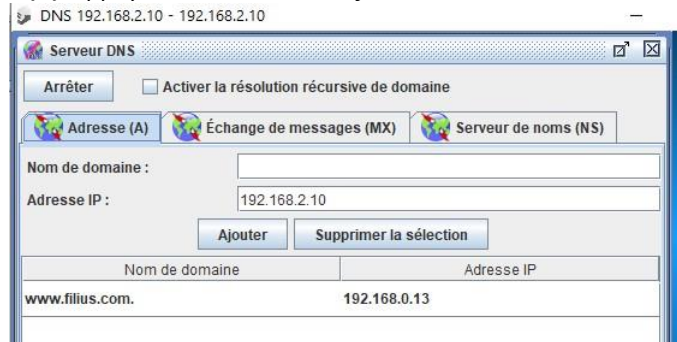 DNS 192.168.2.10 - 192.168.2.10
Serveur DNS
Arrêter Activer la résolution récursive de domaine
Adresse (A) Échange de messages (MX) Serveur de noms (NS)
Nom de domaine :
Adresse IP : 192.168.2.10
Ajouter Supprimer la sélection
Nom de domaine Adresse IP
www.filius.com. 192.168.0.13